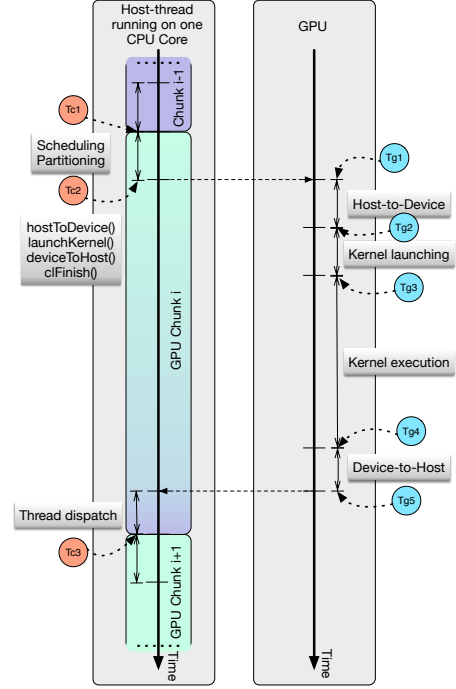 Host-thread
running on one
CPU Core
GPU
Chunk i-1
Tc1
Scheduling
Partitioning
Tc2
hostToDevice()
launchKernel()
deviceToHost()
clFinish()
GPU Chunk i
Thread dispatch
Tc3
GPU Chunk i+1
Time
Tg1
Host-to-Device
Tg2
Kernel launching
Tg3
Kernel execution
Tg4
Device-to-Host
Tg5
Time